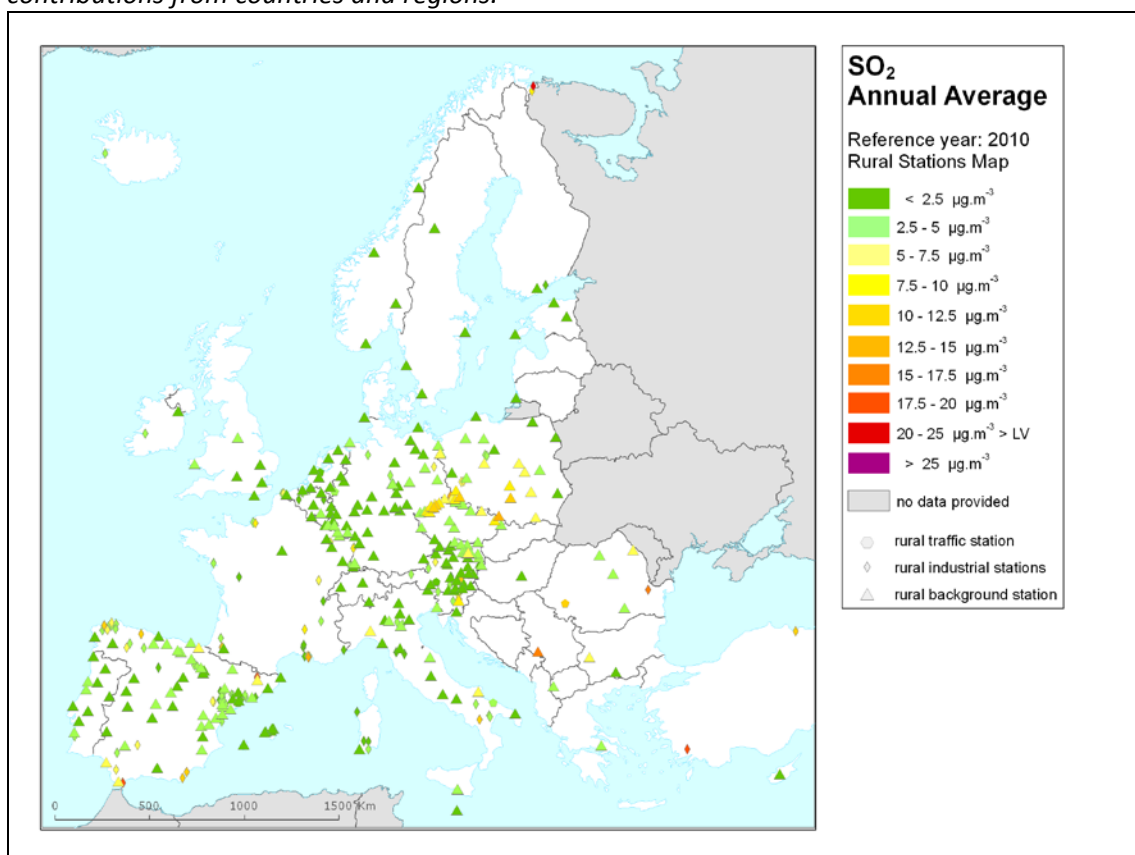 contributions from countries and regions.
SO₂
Annual Average
Reference year: 2010
Rural Stations Map
< 2.5 µg.m⁻³
2.5 - 5 µg.m⁻³
5 - 7.5 µg.m⁻³
7.5 - 10 µg.m⁻³
10 - 12.5 µg.m⁻³
12.5 - 15 µg.m⁻³
15 - 17.5 µg.m⁻³
17.5 - 20 µg.m⁻³
20 - 25 µg.m⁻³ > LV
> 25 µg.m⁻³
no data provided
rural traffic station
rural industrial stations
rural background station
0 500 1000 1500 Km